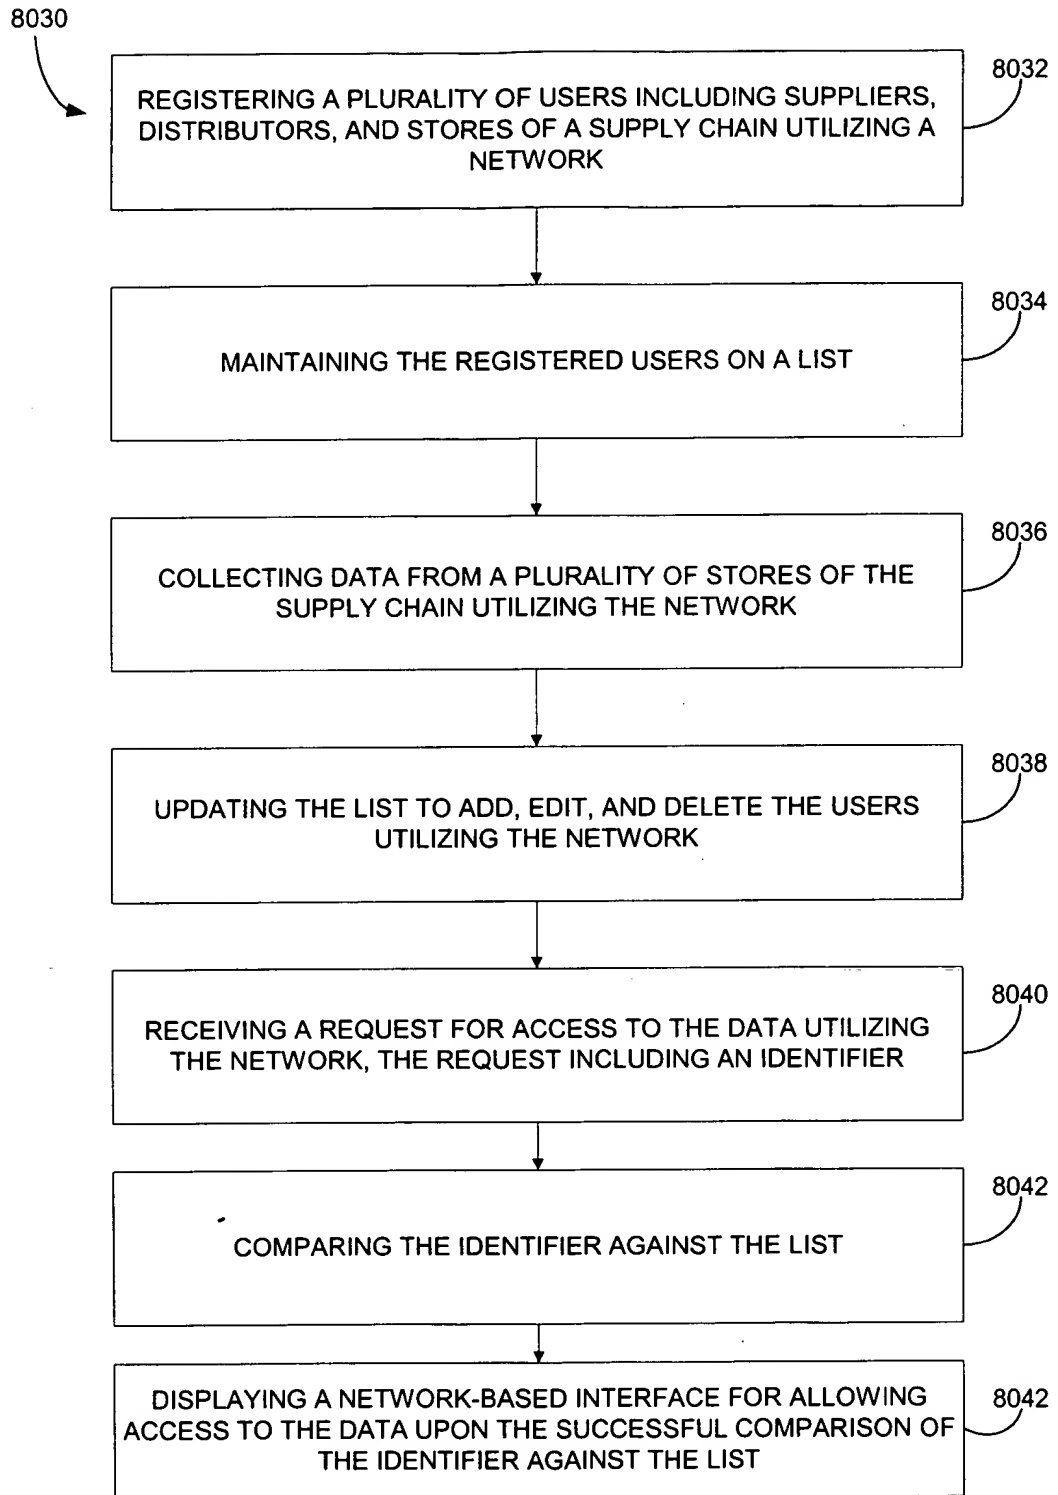 8030
8032
REGISTERING A PLURALITY OF USERS INCLUDING SUPPLIERS,
DISTRIBUTORS, AND STORES OF A SUPPLY CHAIN UTILIZING A
NETWORK
8034
MAINTAINING THE REGISTERED USERS ON A LIST
8036
COLLECTING DATA FROM A PLURALITY OF STORES OF THE
SUPPLY CHAIN UTILIZING THE NETWORK
8038
UPDATING THE LIST TO ADD, EDIT, AND DELETE THE USERS
UTILIZING THE NETWORK
8040
RECEIVING A REQUEST FOR ACCESS TO THE DATA UTILIZING
THE NETWORK, THE REQUEST INCLUDING AN IDENTIFIER
8042
COMPARING THE IDENTIFIER AGAINST THE LIST
8042
DISPLAYING A NETWORK-BASED INTERFACE FOR ALLOWING
ACCESS TO THE DATA UPON THE SUCCESSFUL COMPARISON OF
THE IDENTIFIER AGAINST THE LIST